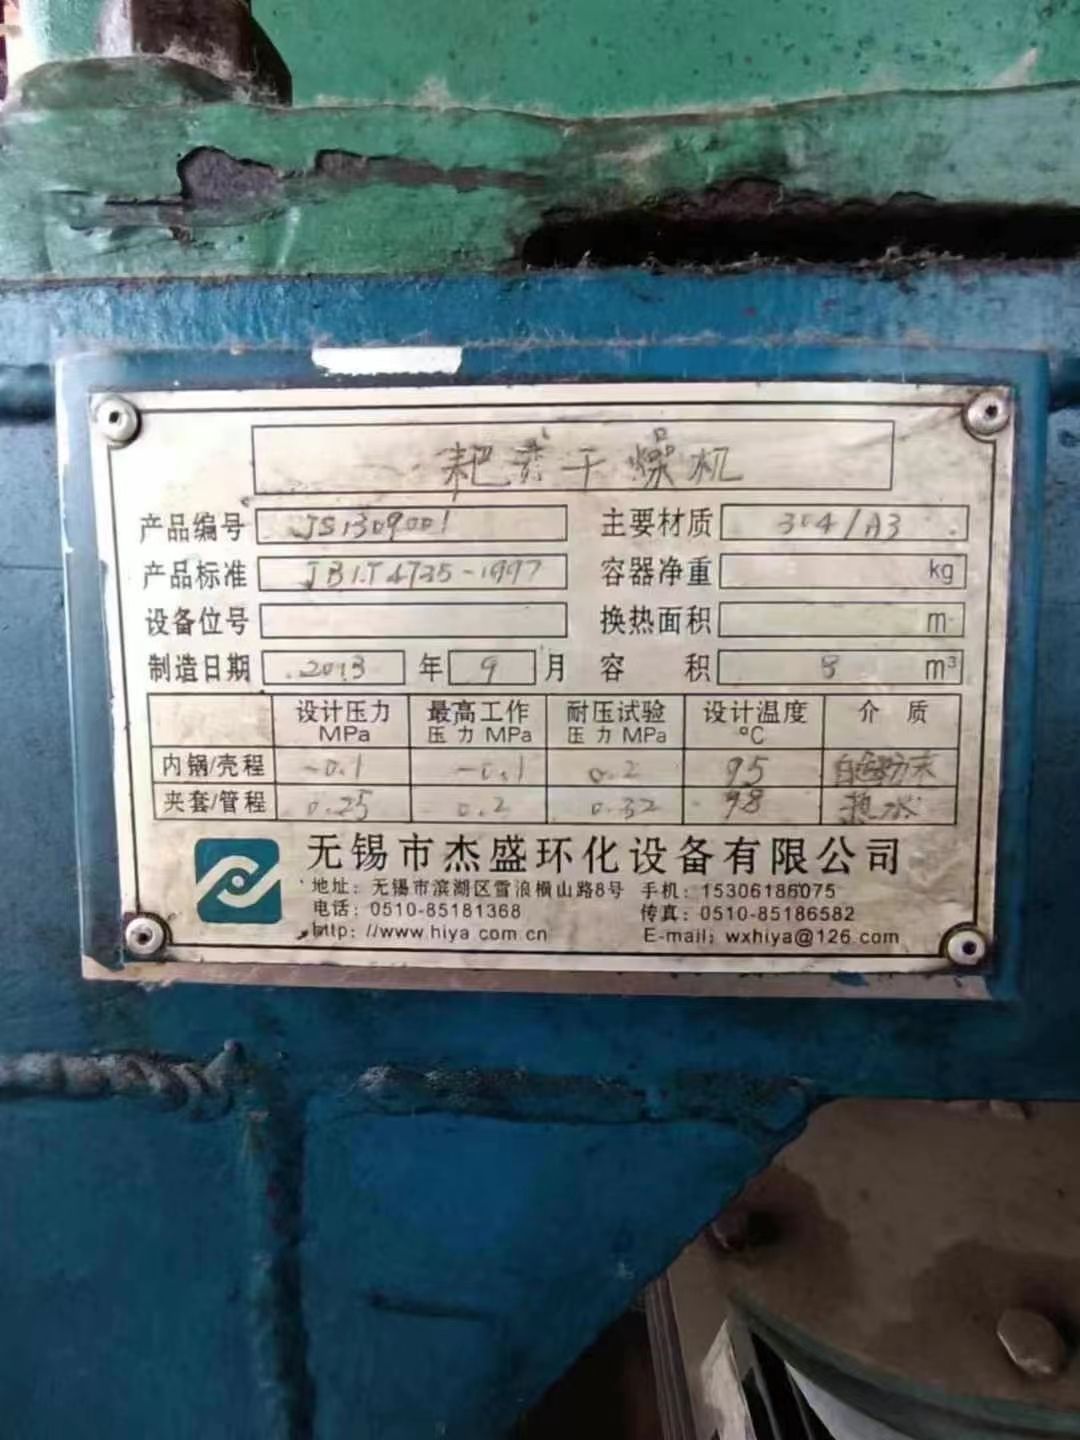 耙式干燥机
产品编号 JS1309001 主要材质 304/A3
产品标准 JB/T4735-1997 容器净重 kg
设备位号 换热面积 m²
制造日期 2013 年 9 月 容 积 8 m³
设计压力 MPa 最高工作压力 MPa 耐压试验压力 MPa 设计温度 ℃ 介 质
内锅/壳程 -0.1 -0.1 0.2 95 粉末
夹套/管程 0.25 0.2 0.32 98 热水
无锡市杰盛环化设备有限公司
地址：无锡市滨湖区雪浪横山路8号 手机：15306186075
电话：0510-85181368 传真：0510-85186582
http：//www.hiya.com.cn E-mail：wxhiya@126.com